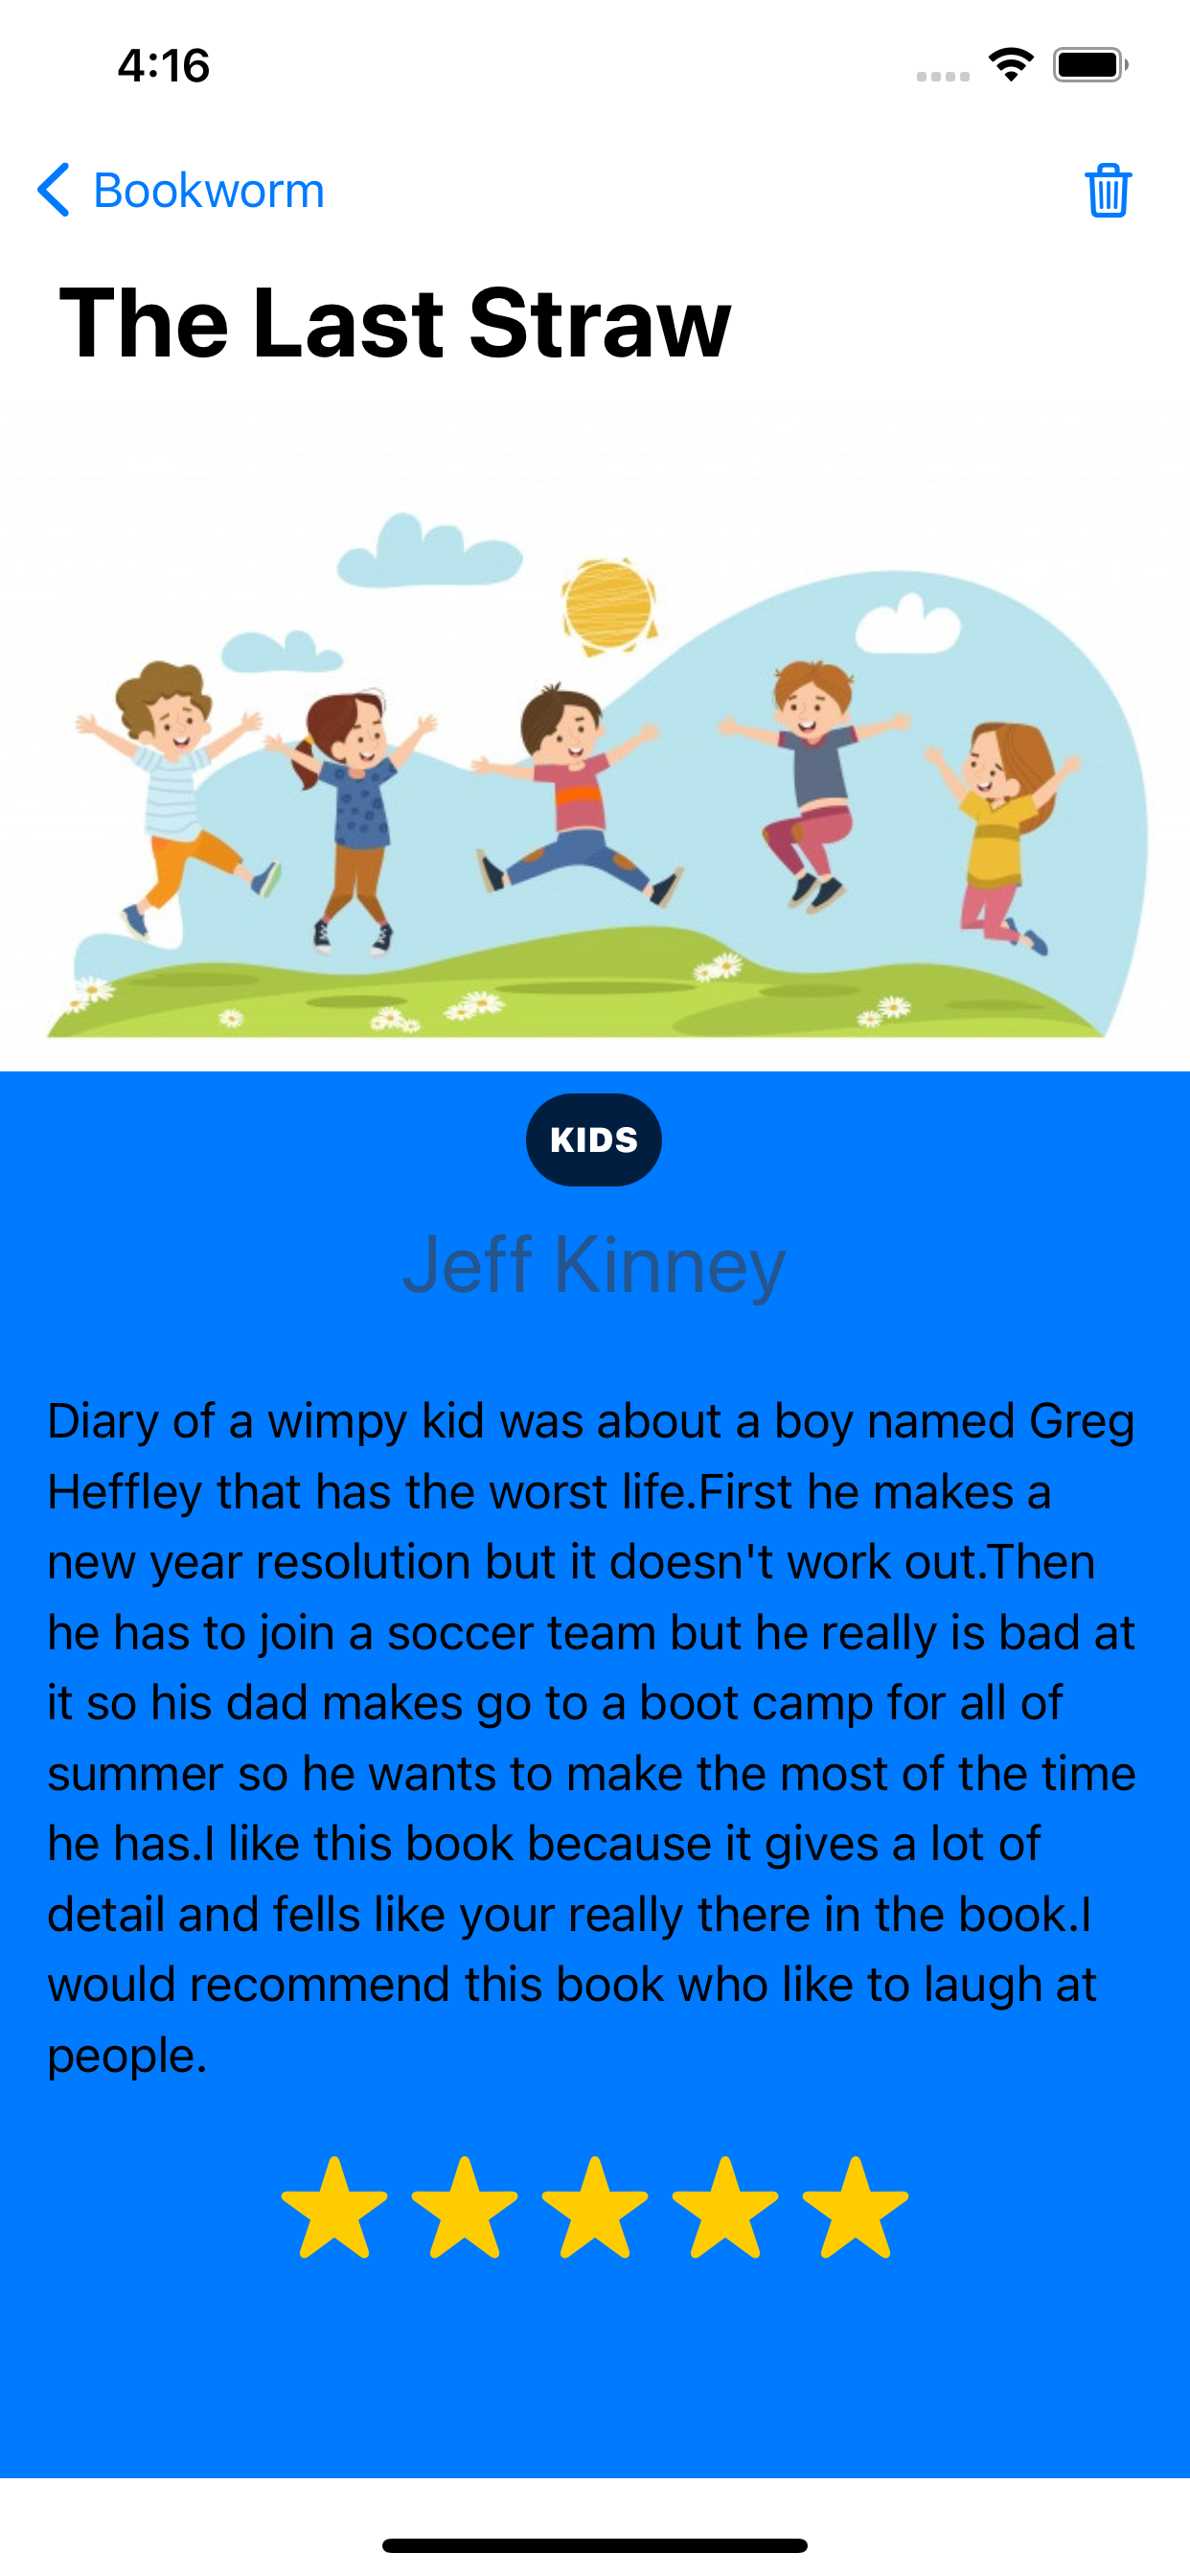 4:16
Bookworm
The Last Straw
KIDS
Jeff Kinney
Diary of a wimpy kid was about a boy named Greg
Heffley that has the worst life.First he makes a
new year resolution but it doesn't work out.Then
he has to join a soccer team but he really is bad at
it so his dad makes go to a boot camp for all of
summer so he wants to make the most of the time
he has.I like this book because it gives a lot of
detail and fells like your really there in the book.I
would recommend this book who like to laugh at
people.